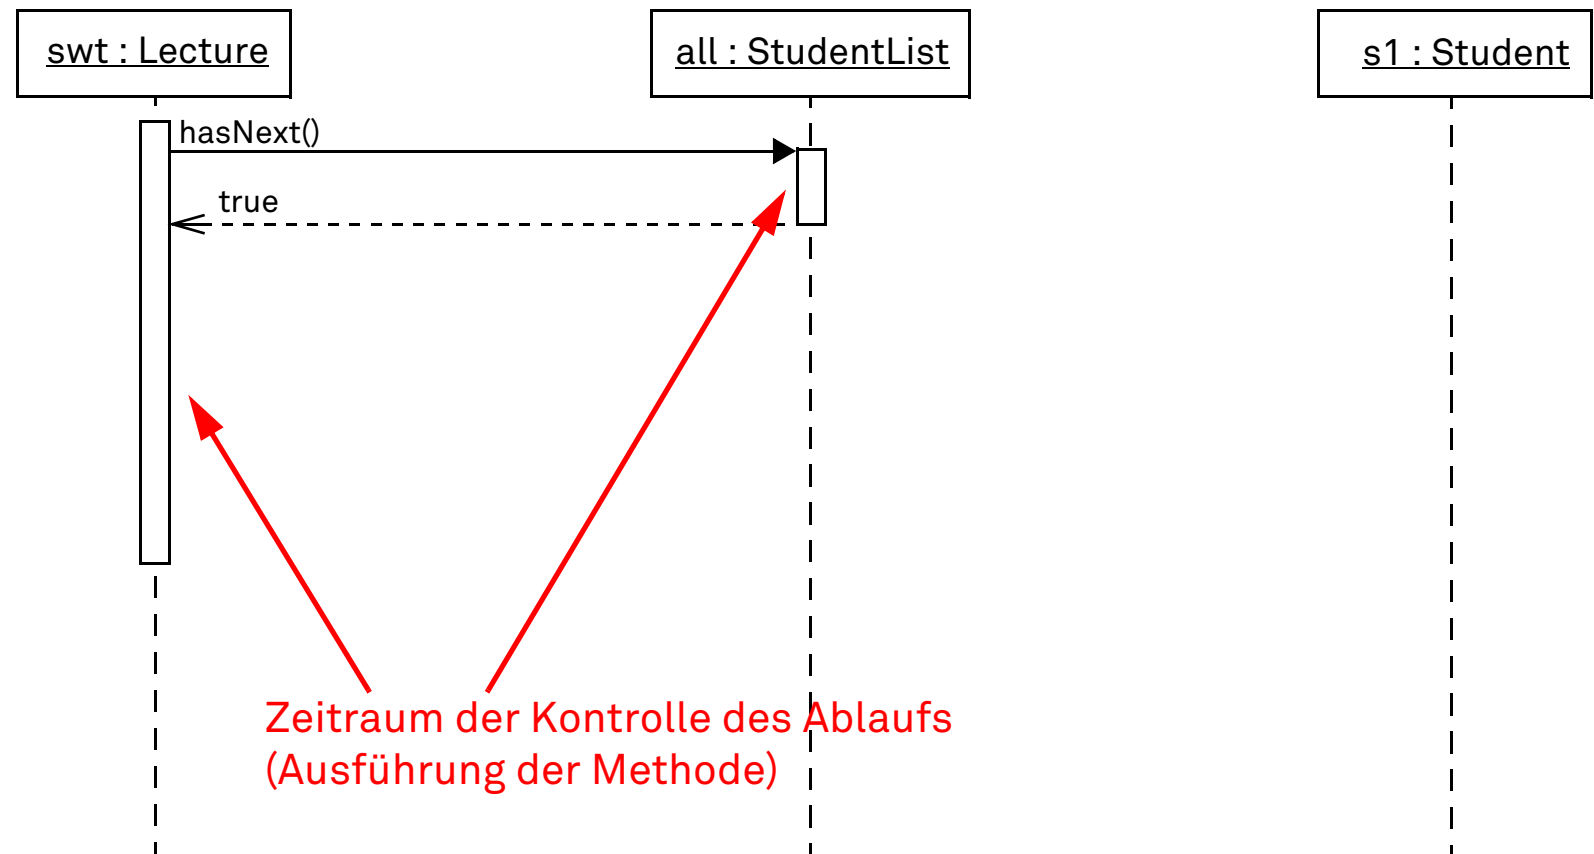 swt : Lecture
all : StudentList
s1 : Student
hasNext()
true
Zeitraum der Kontrolle des Ablaufs
(Ausführung der Methode)